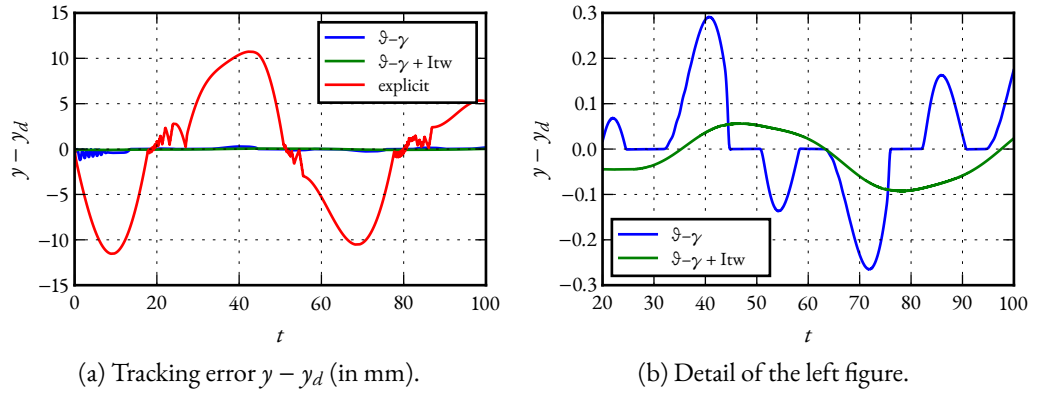 15
10
5
0
−5
−10
−15
y − y_d
0 20 40 60 80 100
t
ϑ–γ
ϑ–γ + Itw
explicit
(a) Tracking error y − y_d (in mm).
0.3
0.2
0.1
0.0
−0.1
−0.2
−0.3
y − y_d
20 30 40 50 60 70 80 90 100
t
ϑ–γ
ϑ–γ + Itw
(b) Detail of the left figure.